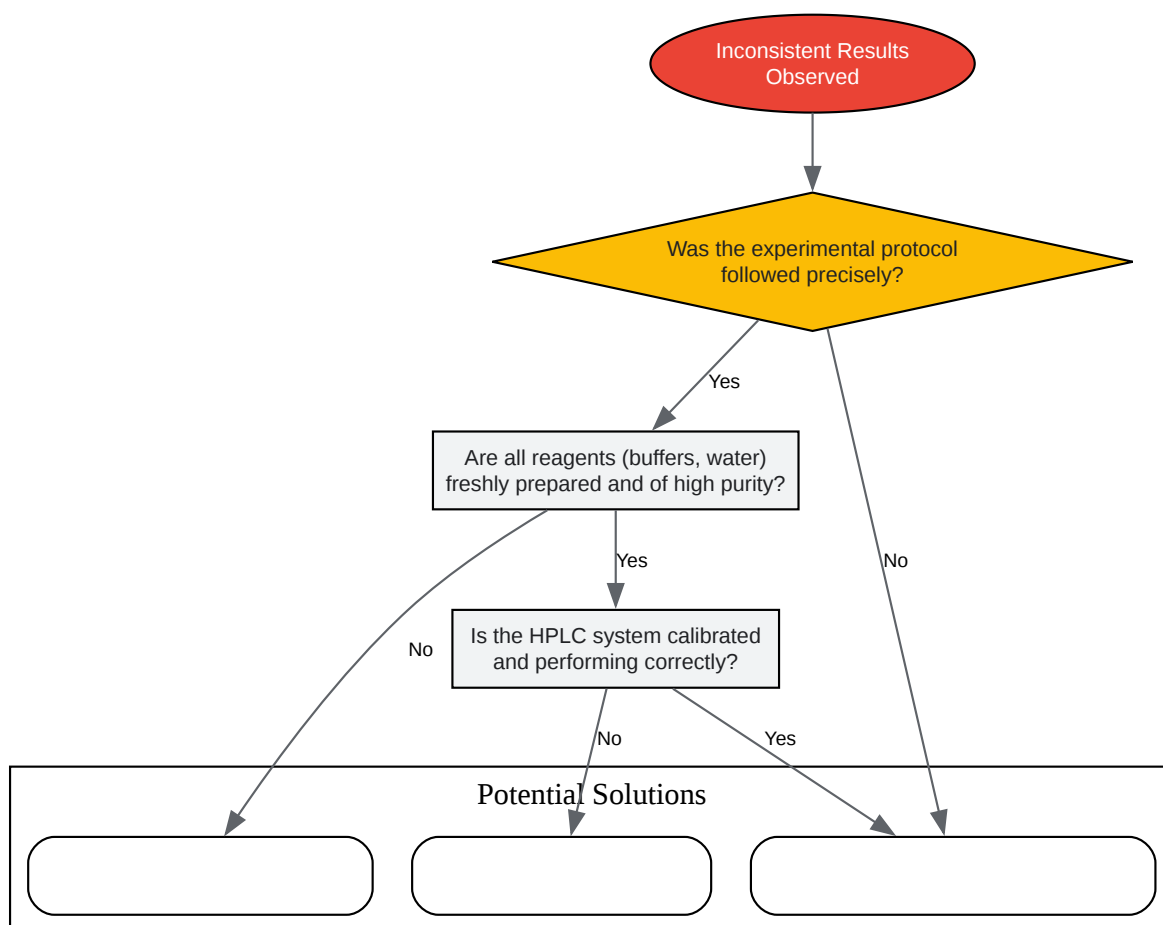 Inconsistent Results
Observed
Was the experimental protocol
followed precisely?
Yes
Are all reagents (buffers, water)
freshly prepared and of high purity?
Yes
No
Is the HPLC system calibrated
and performing correctly?
No
No
Yes
Potential Solutions